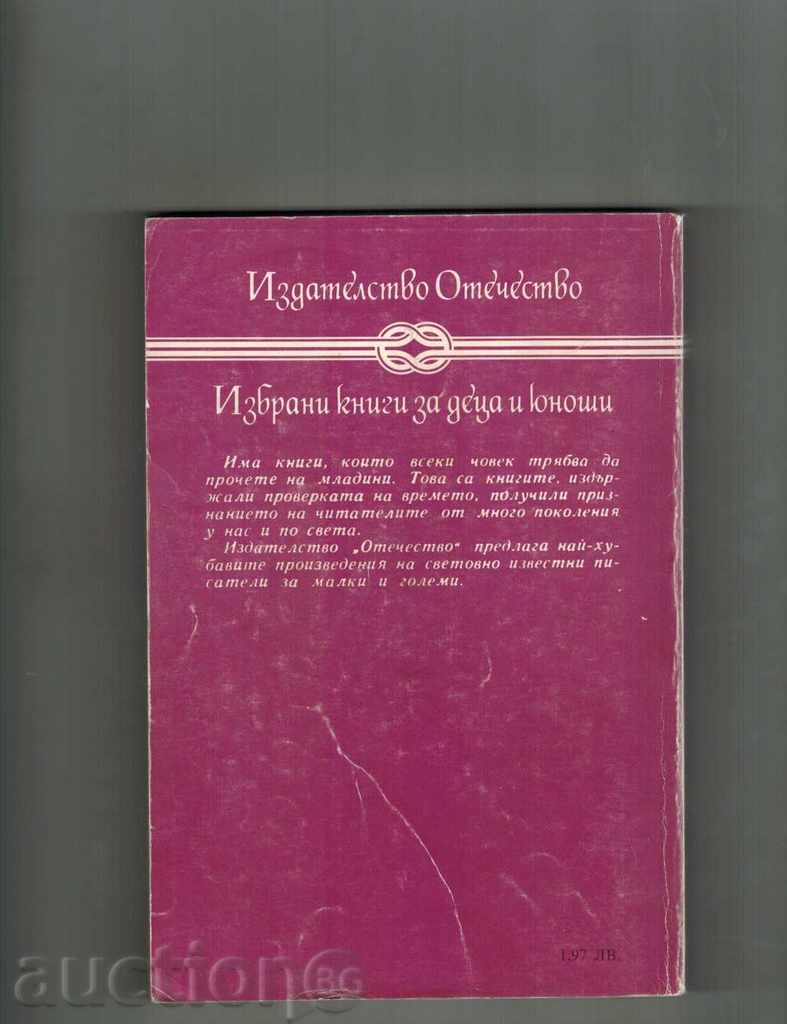 Издателство Отечество
Избрани книги за деца и юноши
Има книги, които всеки човек трябва да
прочете на младини. Това са книгите, издър-
жали проверката на времето, получили приз-
нанието на читателите от много поколения
у нас и по света.
Издателство „Отечество“ предлага най-ху-
бавите произведения на световно известни пи-
сатели за малки и големи.
1,97 ЛВ.
auction BG